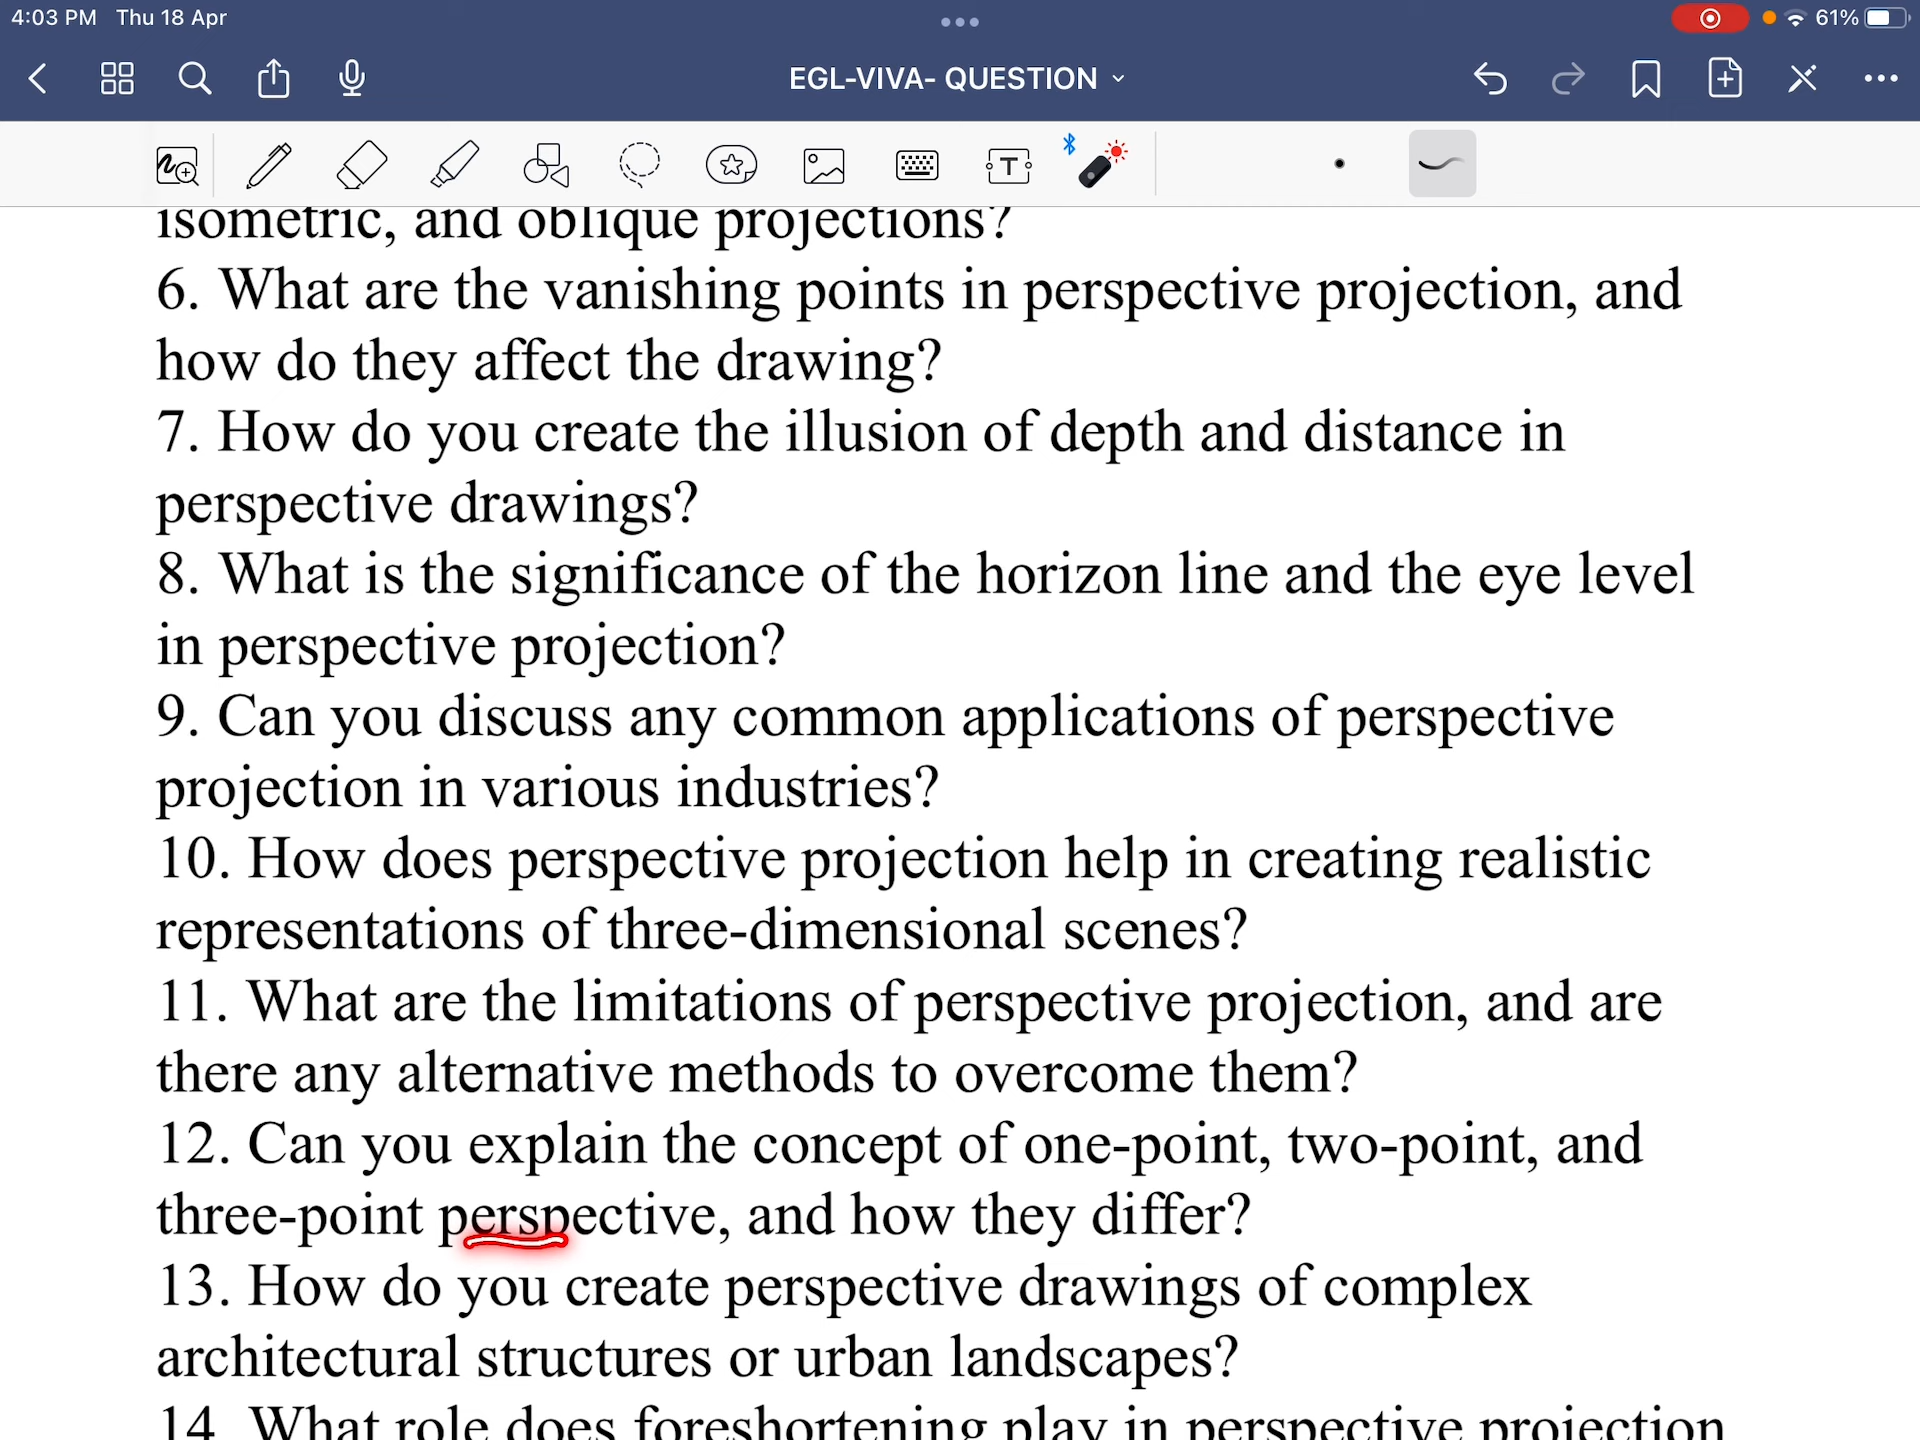 4:03 PM Thu 18 Apr
61%
EGL-VIVA- QUESTION
T
isometric, and oblique projections?
6. What are the vanishing points in perspective projection, and
how do they affect the drawing?
7. How do you create the illusion of depth and distance in
perspective drawings?
8. What is the significance of the horizon line and the eye level
in perspective projection?
9. Can you discuss any common applications of perspective
projection in various industries?
10. How does perspective projection help in creating realistic
representations of three-dimensional scenes?
11. What are the limitations of perspective projection, and are
there any alternative methods to overcome them?
12. Can you explain the concept of one-point, two-point, and
three-point perspective, and how they differ?
13. How do you create perspective drawings of complex
architectural structures or urban landscapes?
14. What role does foreshortening play in perspective projection